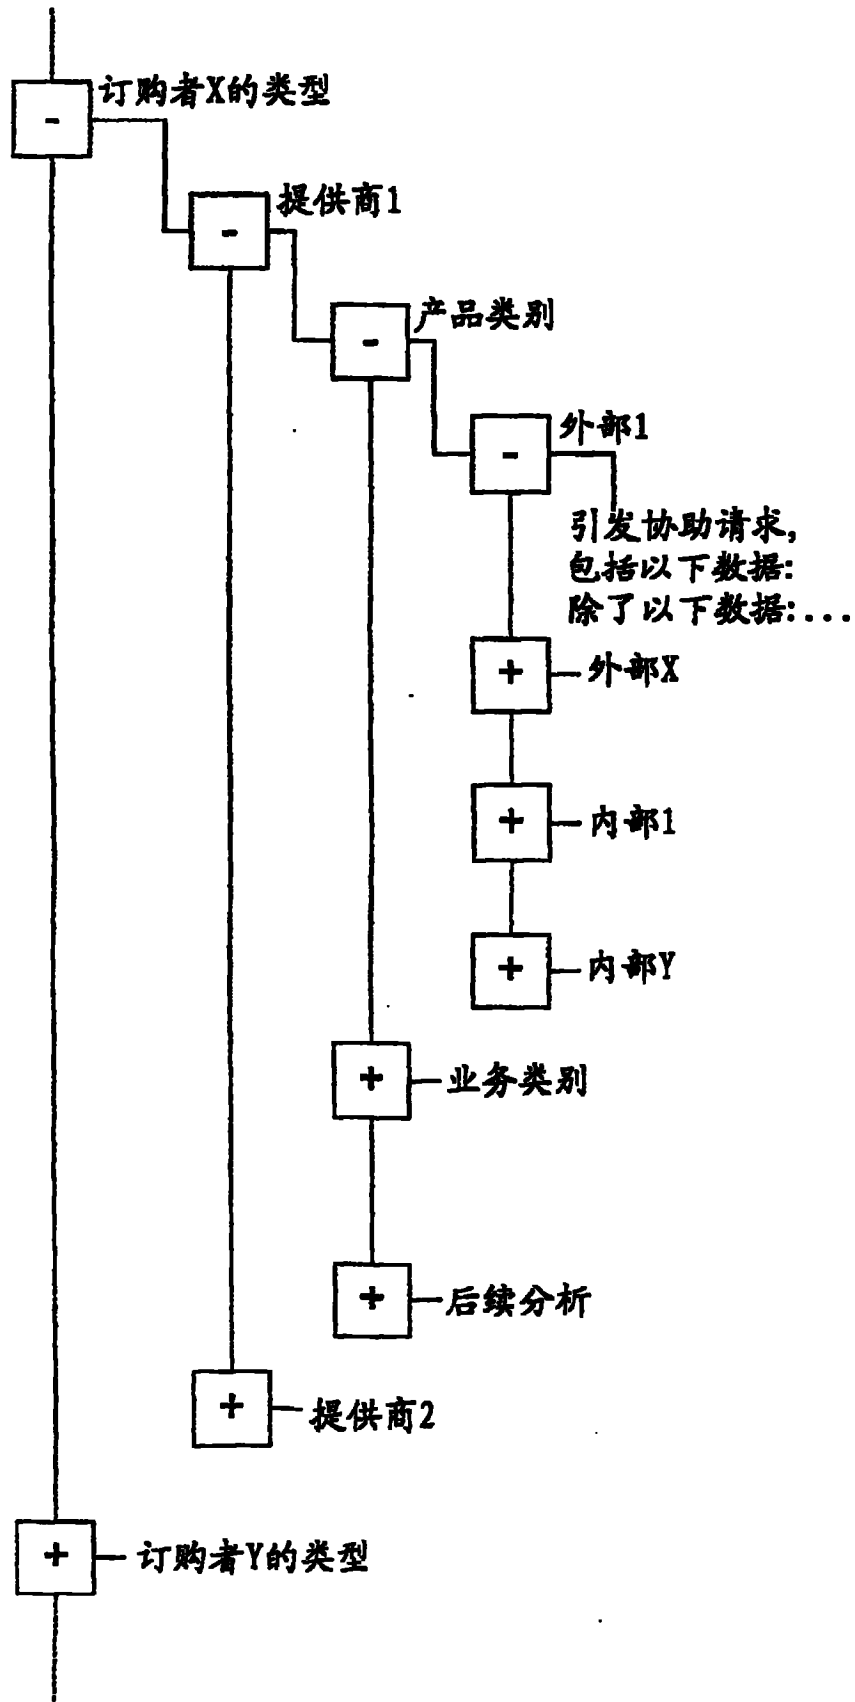 订购者X的类型
-
提供商1
-
产品类别
-
外部1
-
引发协助请求,
包括以下数据:
除了以下数据:...
+ 外部X
+ 内部1
+ 内部Y
+ 业务类别
+ 后续分析
+ 提供商2
+ 订购者Y的类型